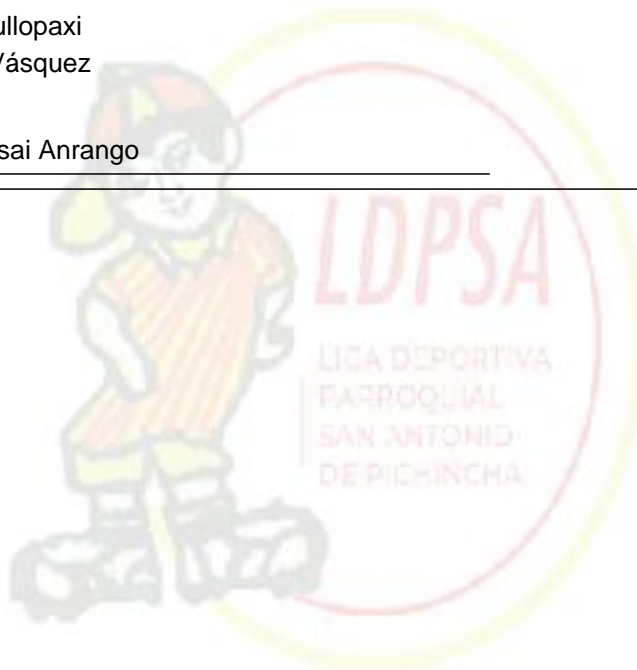 ullopaxi
Vásquez
sai Anrango
LDPSA
LIGA DEPORTIVA
PARROQUIAL
SAN ANTONIO
DE PICHINCHA